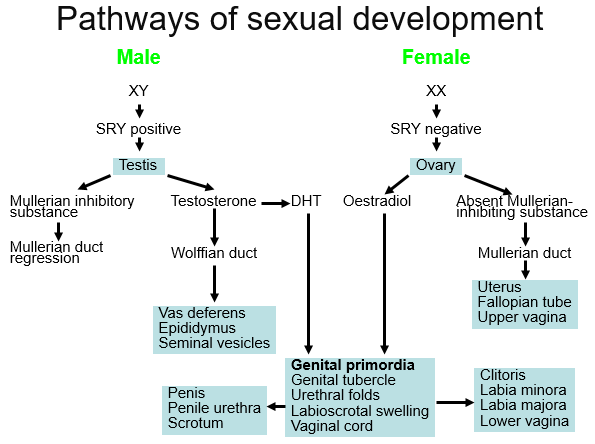 Pathways of sexual development
Male
Female
XY
XX
SRY positive
SRY negative
Testis
Ovary
Mullerian inhibitory
substance
Testosterone
DHT
Oestradiol
Absent Mullerian-
inhibiting substance
Mullerian duct
regression
Wolffian duct
Mullerian duct
Vas deferens
Epididymus
Seminal vesicles
Uterus
Fallopian tube
Upper vagina
Genital primordia
Genital tubercle
Urethral folds
Labioscrotal swelling
Vaginal cord
Penis
Penile urethra
Scrotum
Clitoris
Labia minora
Labia majora
Lower vagina